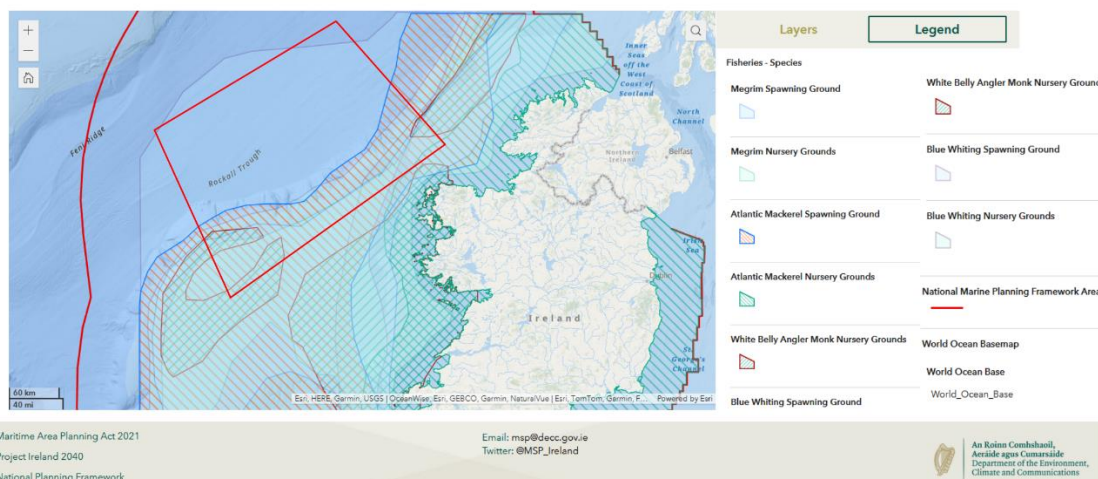 +
−
Feni Ridge
Rockall Trough
Inner
Seas
off the
West
Coast of
Scotland
North
Channel
Northern
Ireland
Belfast
Irish
Sea
Dublin
Ireland
St.
George's
Channel
60 km
40 mi
Esri, HERE, Garmin, USGS | OceanWise, Esri, GEBCO, Garmin, NaturalVue | Esri, TomTom, Garmin, F...
Powered by Esri
Layers
Legend
Fisheries - Species
Megrim Spawning Ground
Megrim Nursery Grounds
Atlantic Mackerel Spawning Ground
Atlantic Mackerel Nursery Grounds
White Belly Angler Monk Nursery Grounds
Blue Whiting Spawning Ground
White Belly Angler Monk Nursery Ground
Blue Whiting Spawning Ground
Blue Whiting Nursery Grounds
National Marine Planning Framework Area
World Ocean Basemap
World Ocean Base
World_Ocean_Base
Maritime Area Planning Act 2021
Project Ireland 2040
National Planning Framework
Email: msp@decc.gov.ie
Twitter: @MSP_Ireland
An Roinn Comhshaoil,
Aeráide agus Cumarsáide
Department of the Environment,
Climate and Communications